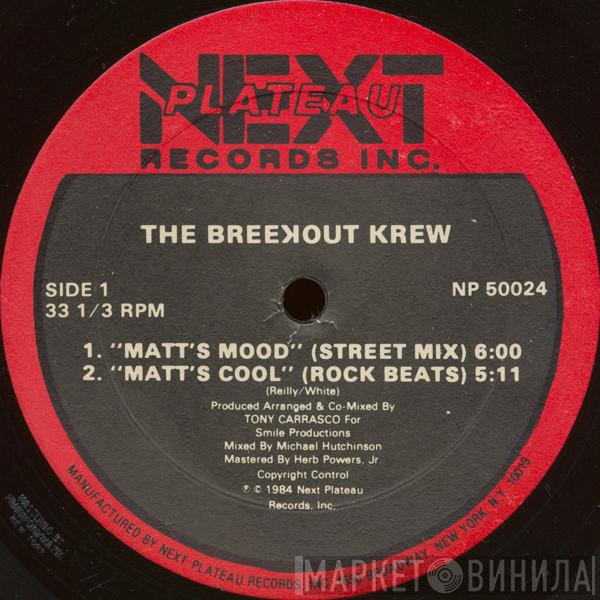 NEXT
PLATEAU
RECORDS INC.
THE BREEꓘOUT KREW
SIDE 1
33 1/3 RPM
NP 50024
1. "MATT'S MOOD" (STREET MIX) 6:00
2. "MATT'S COOL" (ROCK BEATS) 5:11
(Reilly/White)
Produced Arranged & Co-Mixed By
TONY CARRASCO For
Smile Productions
Mixed By Michael Hutchinson
Mastered By Herb Powers, Jr.
Copyright Control
℗ © 1984 Next Plateau
Records, Inc.
MANUFACTURED BY NEXT PLATEAU RECORDS, INC. BROADWAY, NEW YORK, N.Y. 10019
МАРКЕТ ВИНИЛА